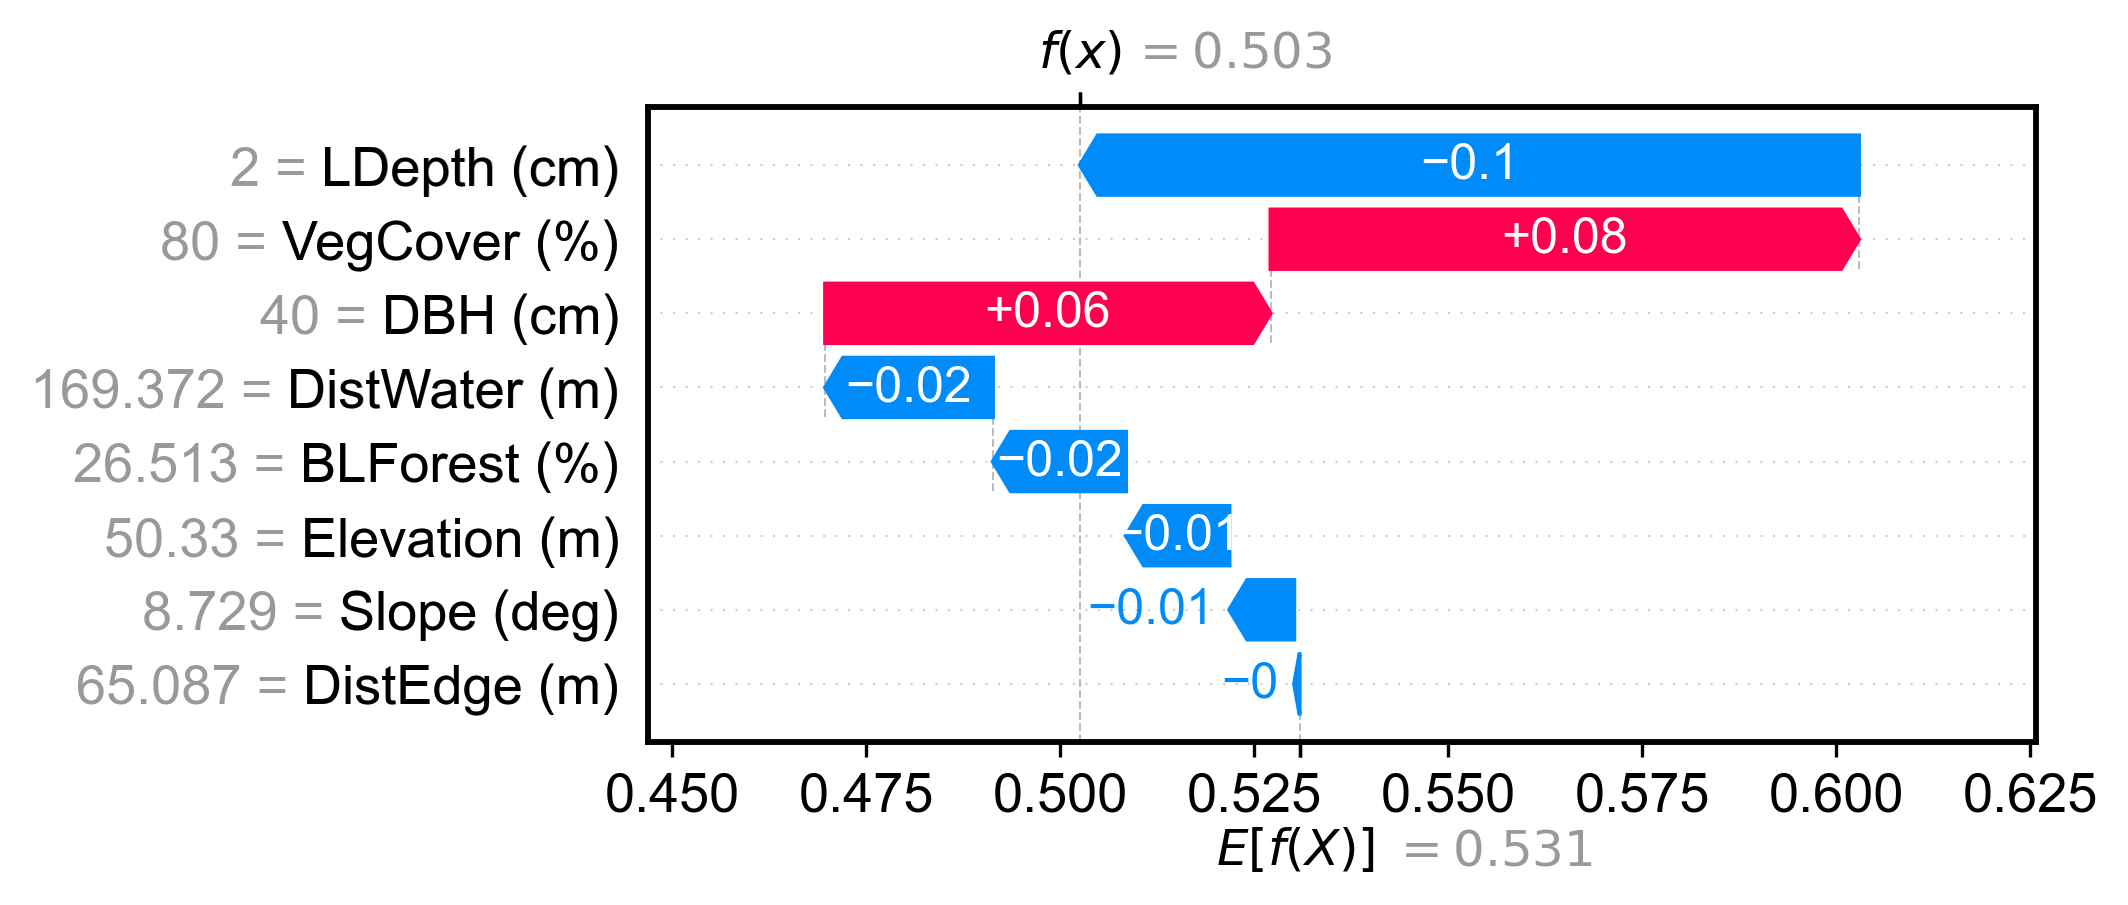 f(x) = 0.503
2 = LDepth (cm) −0.1
80 = VegCover (%) +0.08
40 = DBH (cm) +0.06
169.372 = DistWater (m) −0.02
26.513 = BLForest (%) −0.02
50.33 = Elevation (m) −0.01
8.729 = Slope (deg) −0.01
65.087 = DistEdge (m) −0
0.450 0.475 0.500 0.525 0.550 0.575 0.600 0.625
E[f(X)] = 0.531